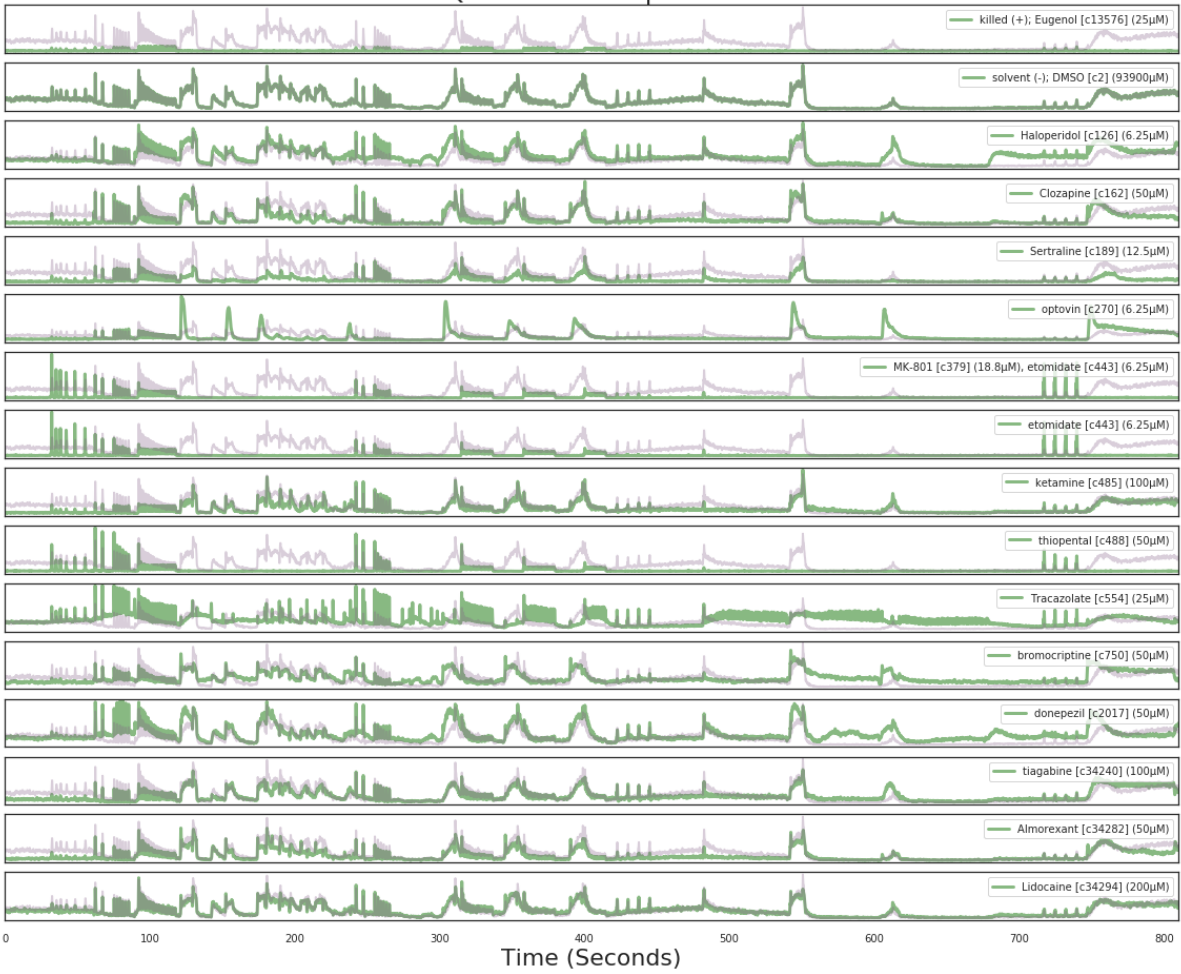 killed (+); Eugenol [c13576] (25µM)
solvent (-); DMSO [c2] (93900µM)
Haloperidol [c126] (6.25µM)
Clozapine [c162] (50µM)
Sertraline [c189] (12.5µM)
optovin [c270] (6.25µM)
MK-801 [c379] (18.8µM), etomidate [c443] (6.25µM)
etomidate [c443] (6.25µM)
ketamine [c485] (100µM)
thiopental [c488] (50µM)
Tracazolate [c554] (25µM)
bromocriptine [c750] (50µM)
donepezil [c2017] (50µM)
tiagabine [c34240] (100µM)
Almorexant [c34282] (50µM)
Lidocaine [c34294] (200µM)
0 100 200 300 400 500 600 700 800
Time (Seconds)